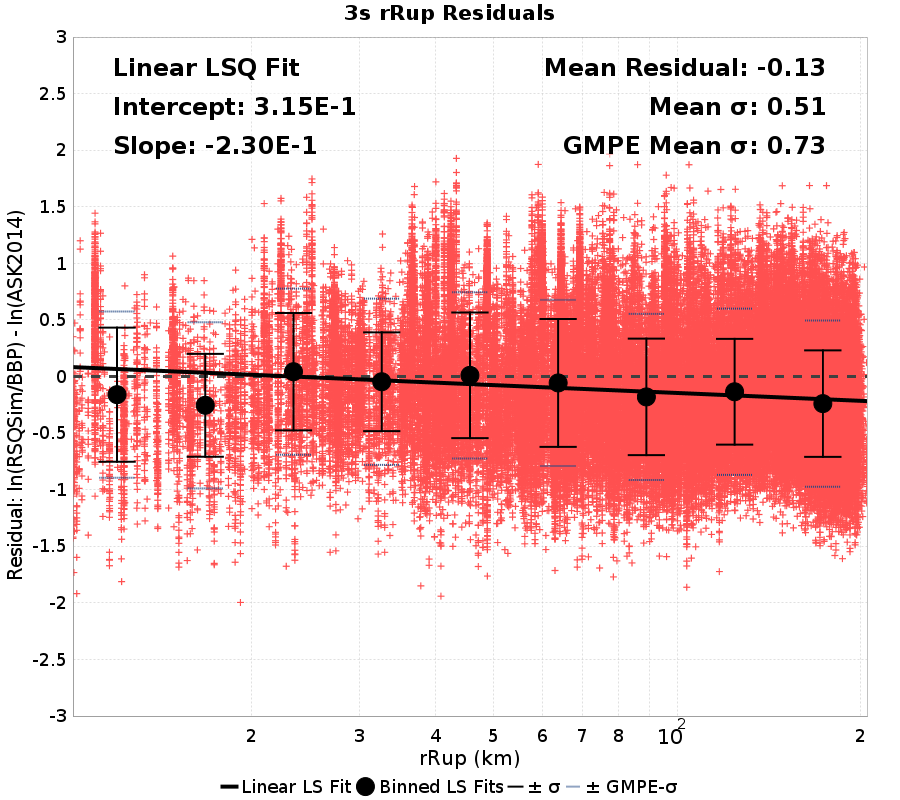 3s rRup Residuals
Linear LSQ Fit
Intercept: 3.15E-1
Slope: -2.30E-1
Mean Residual: -0.13
Mean σ: 0.51
GMPE Mean σ: 0.73
Residual: ln(RSQSim/BBP) - ln(ASK2014)
3
2.5
2
1.5
1
0.5
0
-0.5
-1
-1.5
-2
-2.5
-3
2 3 4 5 6 7 8 10² 2
rRup (km)
Linear LS Fit Binned LS Fits ± σ ± GMPE-σ